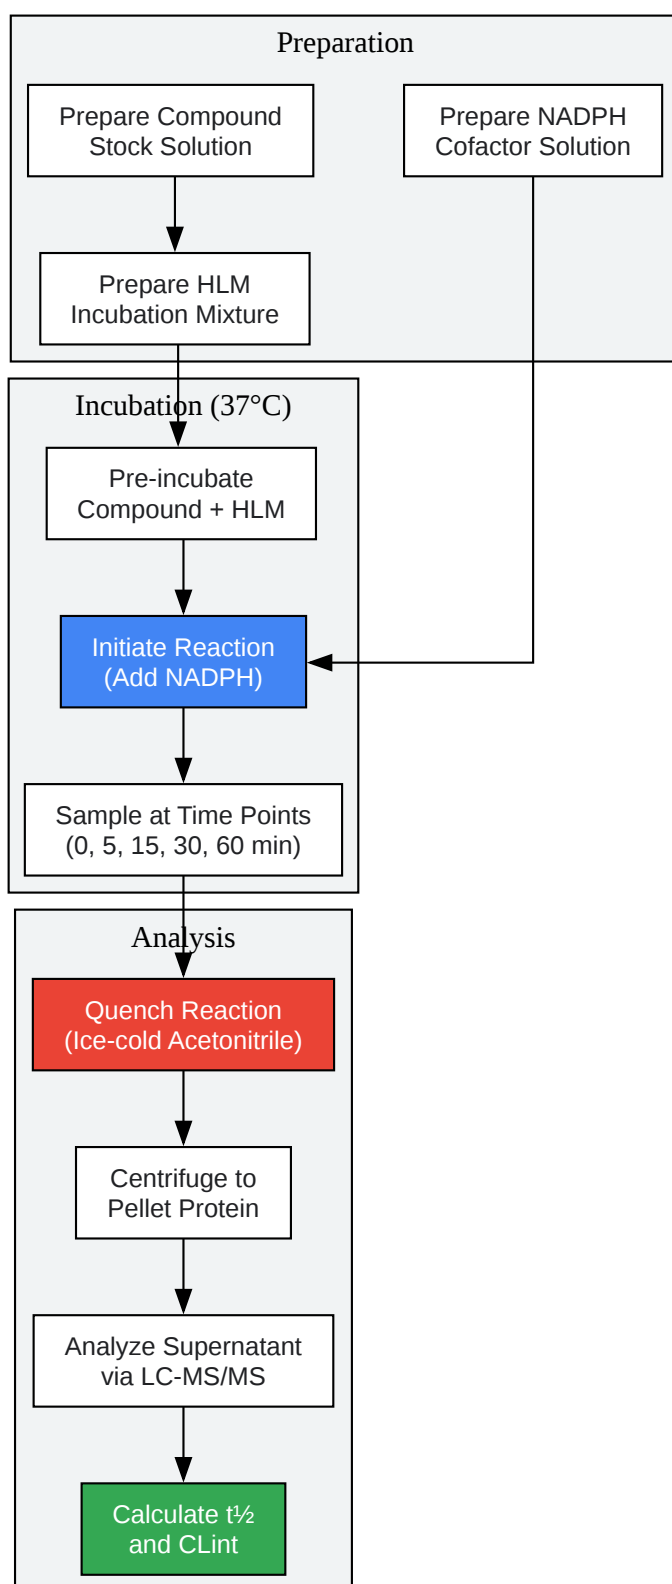 Preparation
Prepare Compound
Stock Solution
Prepare NADPH
Cofactor Solution
Prepare HLM
Incubation Mixture
Incubation (37°C)
Pre-incubate
Compound + HLM
Initiate Reaction
(Add NADPH)
Sample at Time Points
(0, 5, 15, 30, 60 min)
Analysis
Quench Reaction
(Ice-cold Acetonitrile)
Centrifuge to
Pellet Protein
Analyze Supernatant
via LC-MS/MS
Calculate t½
and CLint